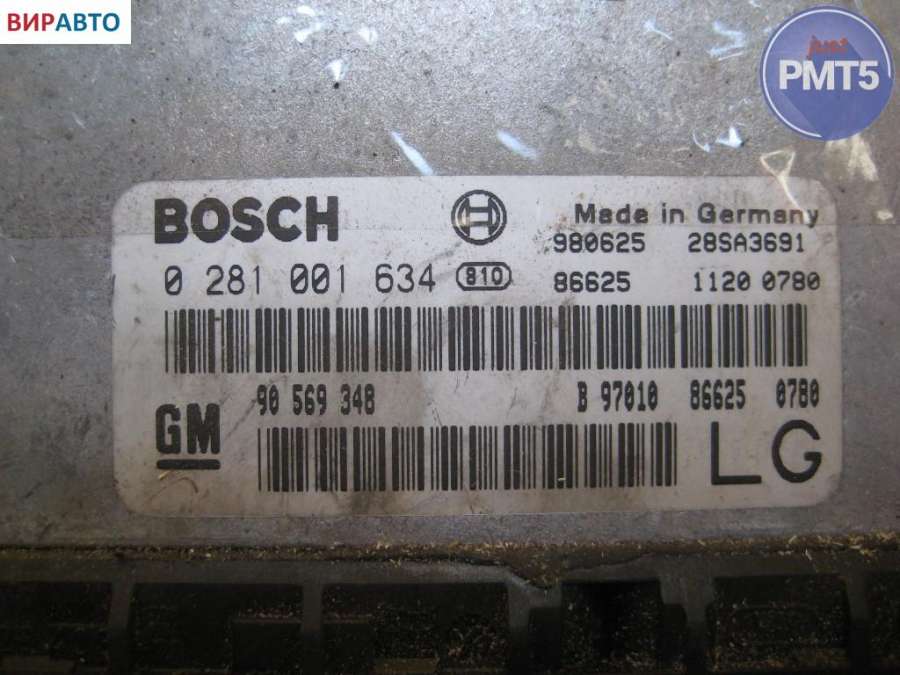 ВИРАВТО
just
PMT5
BOSCH Made in Germany
980625 28SA3691
0 281 001 634 810 86625 1120 0780
90 569 348 B 97010 86625 0780
GM LG